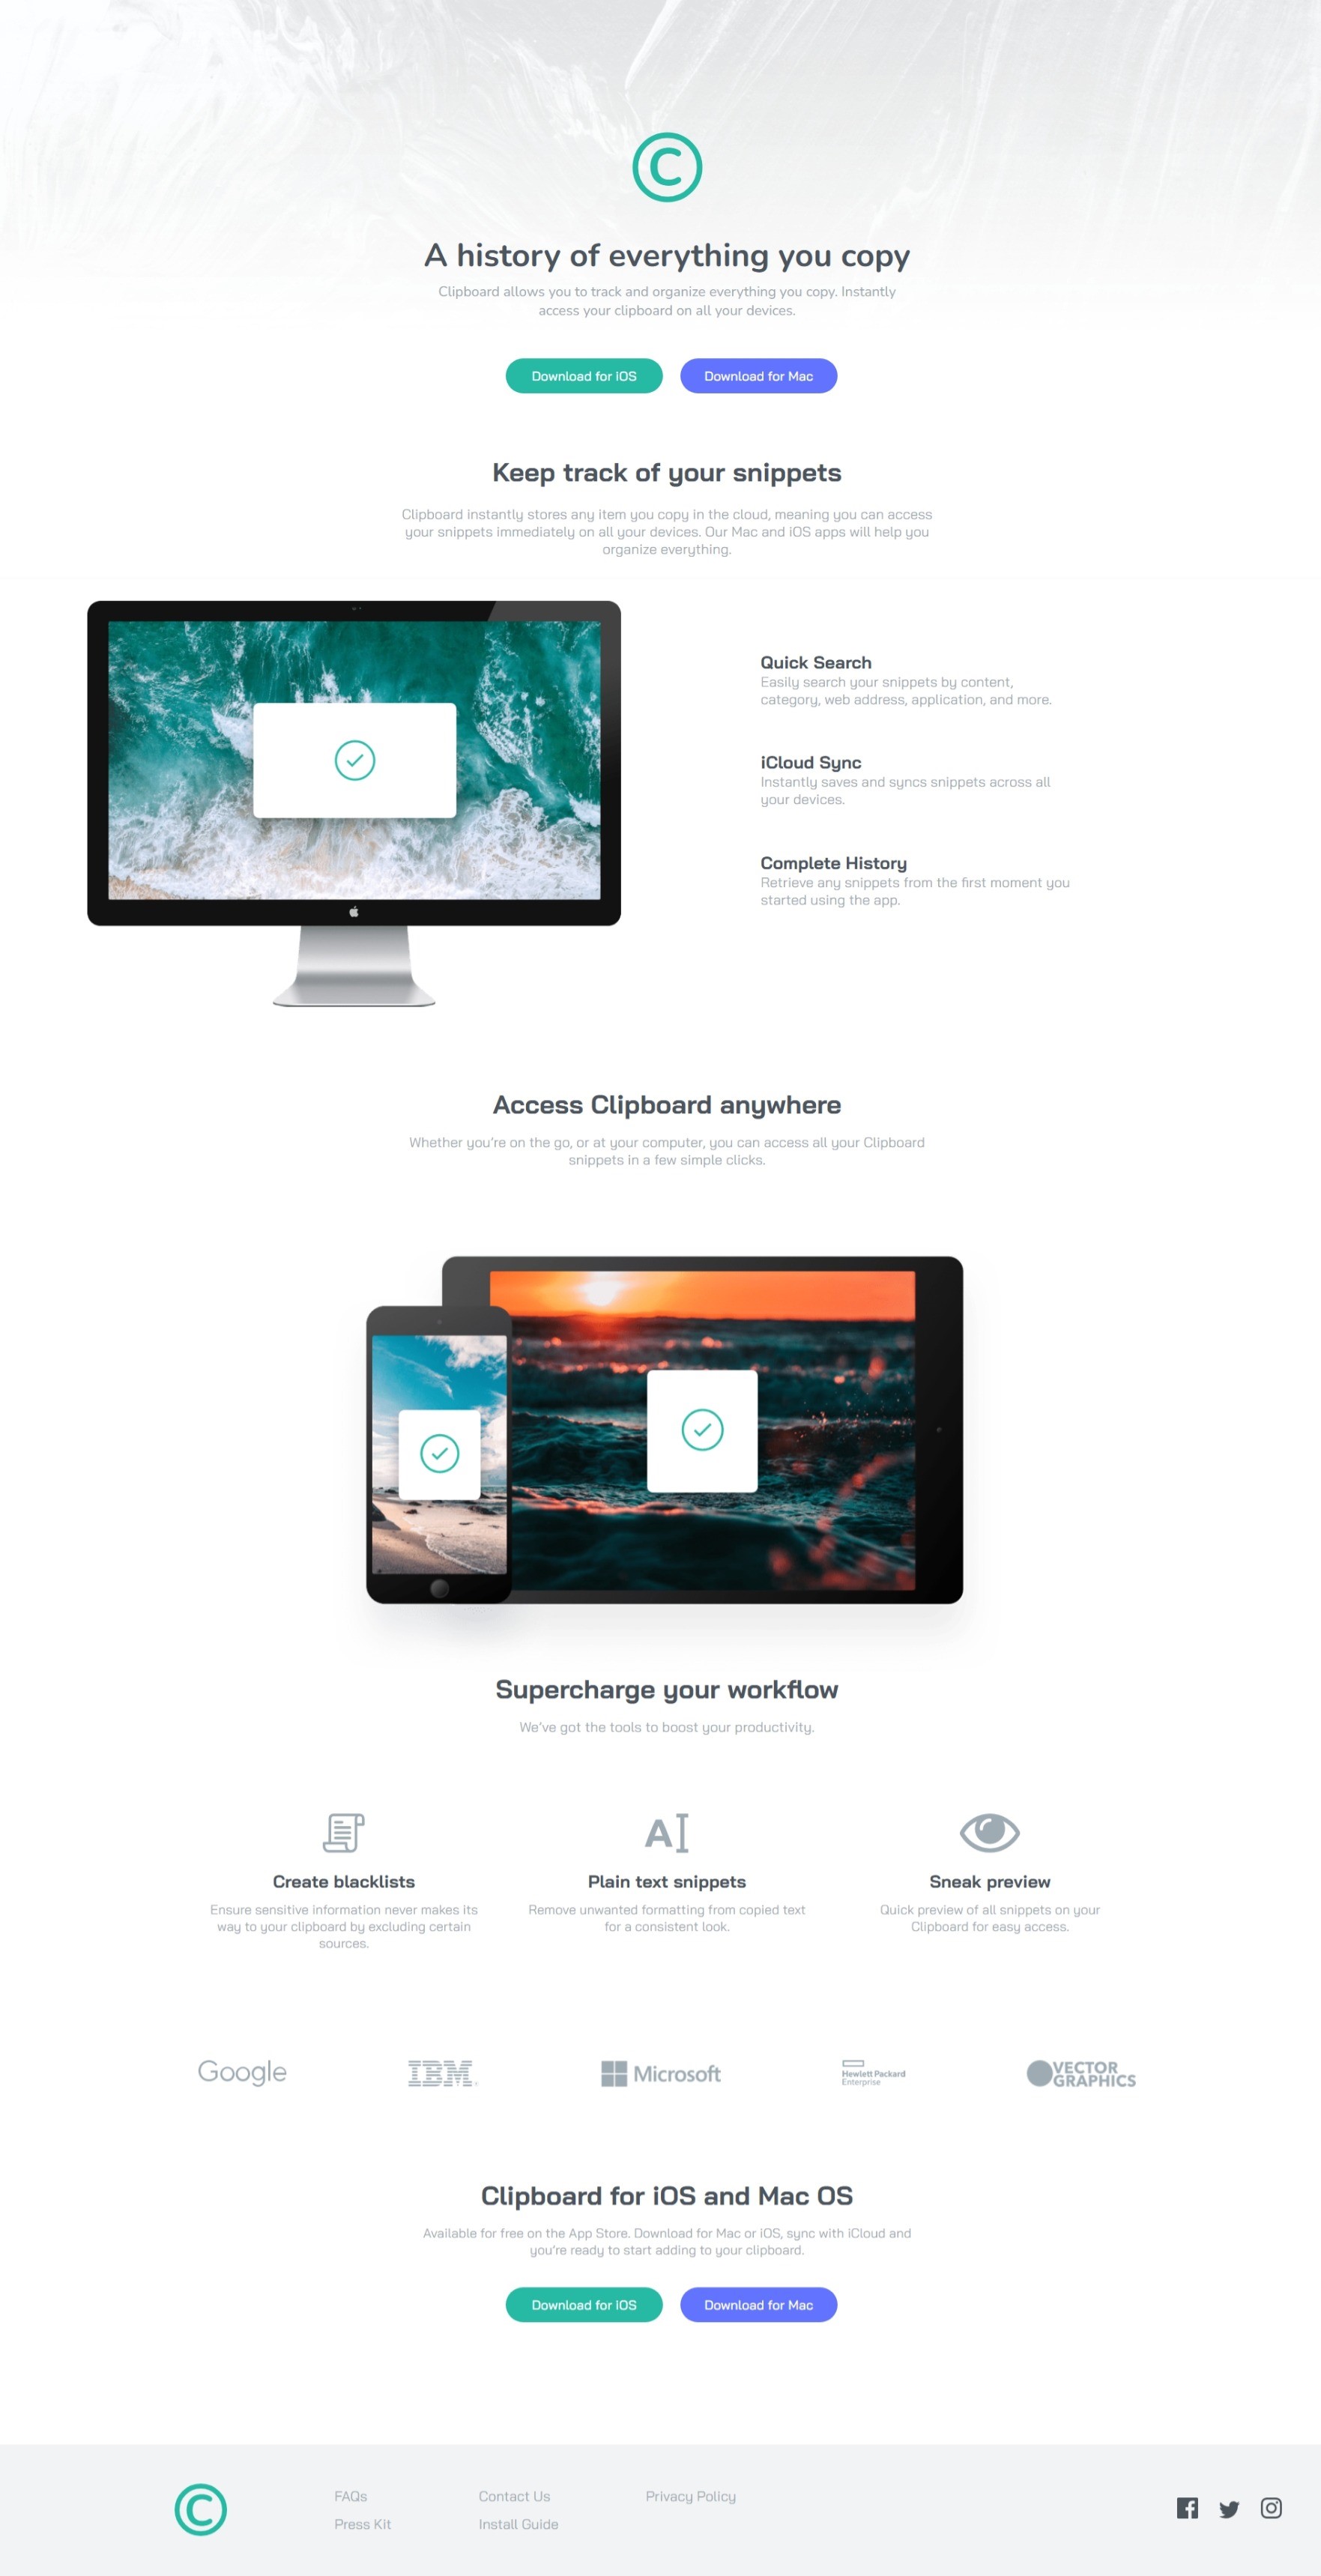 C
A history of everything you copy
Clipboard allows you to track and organize everything you copy. Instantly
access your clipboard on all your devices.
Download for iOS
Download for Mac
Keep track of your snippets
Clipboard instantly stores any item you copy in the cloud, meaning you can access
your snippets immediately on all your devices. Our Mac and iOS apps will help you
organize everything.
Quick Search
Easily search your snippets by content,
category, web address, application, and more.
iCloud Sync
Instantly saves and syncs snippets across all
your devices.
Complete History
Retrieve any snippets from the first moment you
started using the app.
Access Clipboard anywhere
Whether you're on the go, or at your computer, you can access all your Clipboard
snippets in a few simple clicks.
Supercharge your workflow
We've got the tools to boost your productivity.
A
Create blacklists
Ensure sensitive information never makes its
way to your clipboard by excluding certain
sources.
Plain text snippets
Remove unwanted formatting from copied text
for a consistent look.
Sneak preview
Quick preview of all snippets on your
Clipboard for easy access.
Google
IBM
Microsoft
Hewlett Packard
Enterprise
VECTOR
GRAPHICS
Clipboard for iOS and Mac OS
Available for free on the App Store. Download for Mac or iOS, sync with iCloud and
you're ready to start adding to your clipboard.
Download for iOS
Download for Mac
C
FAQs
Press Kit
Contact Us
Install Guide
Privacy Policy